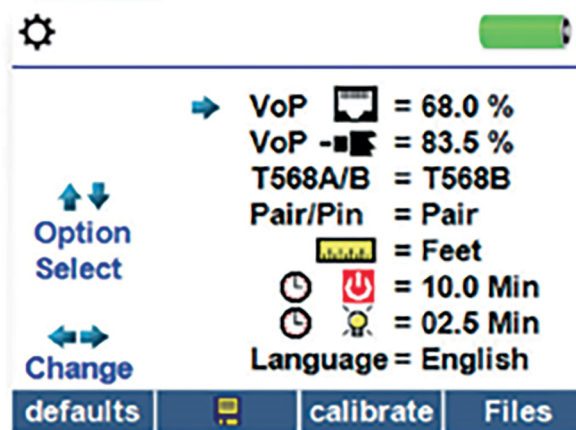 VoP = 68.0 %
VoP = 83.5 %
T568A/B = T568B
Pair/Pin = Pair
= Feet
= 10.0 Min
= 02.5 Min
Language = English
Option
Select
Change
defaults
calibrate
Files